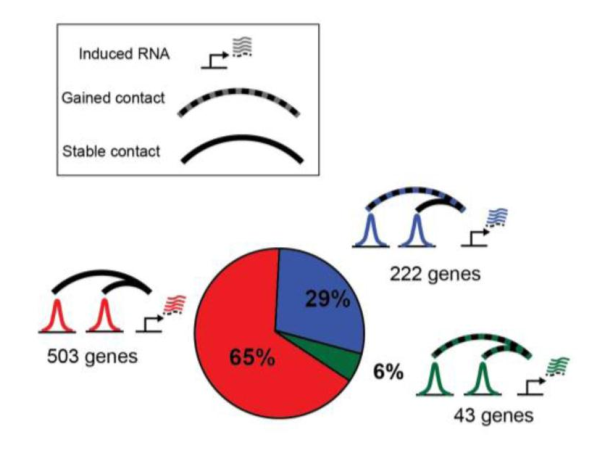 Induced RNA
Gained contact
Stable contact
222 genes
29%
503 genes
65%
6%
43 genes